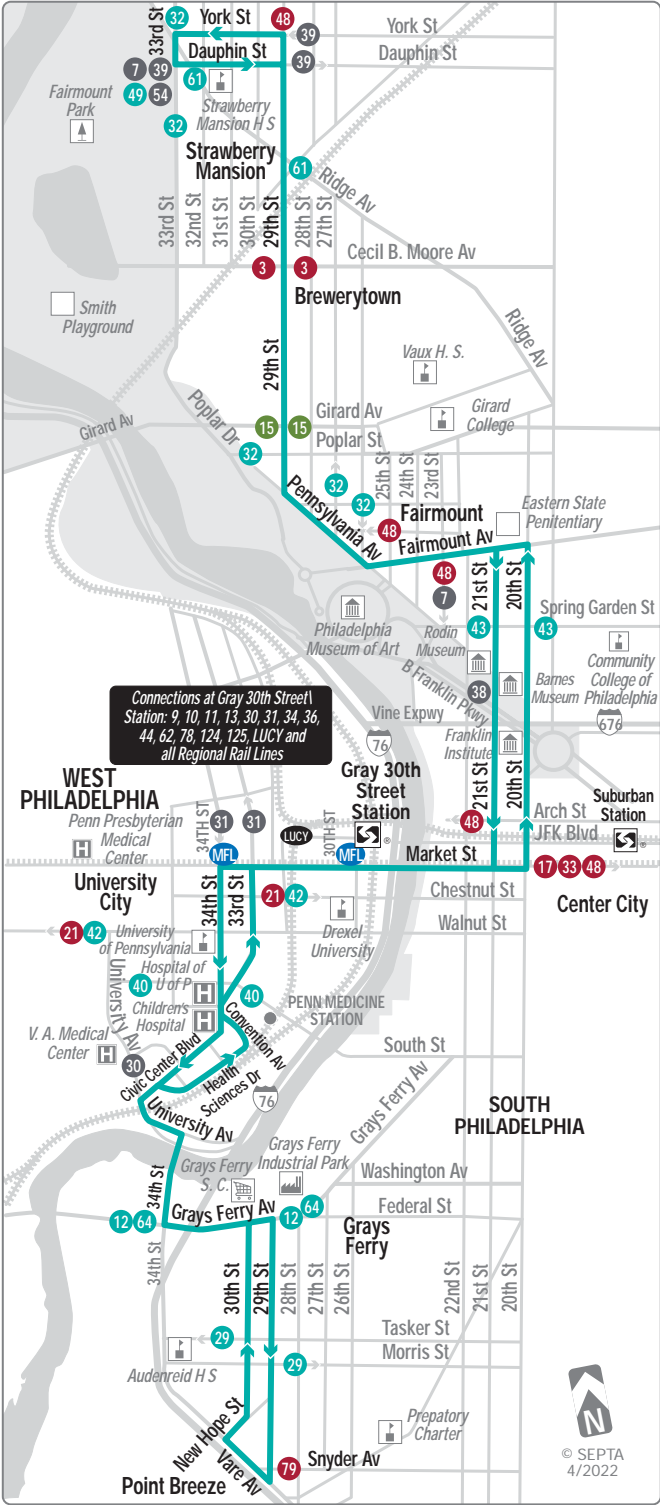 33rd St
32
York St
48
39
York St
Dauphin St
39
Dauphin St
7 39
49 54
61
Fairmount
Park
Strawberry
Mansion H S
32
Strawberry
Mansion
61
Ridge Av
33rd St
32nd St
31st St
30th St
29th St
28th St
27th St
Cecil B. Moore Av
3
3
Brewerytown
Smith
Playground
Ridge Av
29th St
Vaux H. S.
Poplar Dr
Girard Av
15 15
Girard Av
Girard
College
Poplar St
32
25th St
24th St
23rd St
32
32
Pennsylvania Av
Fairmount
48
Fairmount Av
Eastern State
Penitentiary
48
7
21st St
20th St
Spring Garden St
43
43
Philadelphia
Museum of Art
Rodin
Museum
Community
College of
Philadelphia
B Franklin Pkwy
38
Barnes
Museum
Connections at Gray 30th Street\
Station: 9, 10, 11, 13, 30, 31, 34, 36,
44, 62, 78, 124, 125, LUCY and
all Regional Rail Lines
Vine Expwy
676
76
Franklin
Institute
WEST
PHILADELPHIA
Gray 30th
Street
Station
21st St
20th St
Suburban
Station
Penn Presbyterian
Medical
Center
34TH ST
31 31
LUCY
30TH ST
®
48
Arch St
JFK Blvd
®
MFL
MFL
Market St
17 33 48
University
City
34th St
33rd St
21 42
Chestnut St
Center City
21 42
University
of Pennsylvania
Drexel
University
Walnut St
University Av
Hospital of
U of P
40
40
Children's
Hospital
Convention Av
PENN MEDICINE
STATION
V. A. Medical
Center
30
Civic Center Blvd
Health
Sciences Dr
South St
76
University Av
Grays Ferry Av
SOUTH
PHILADELPHIA
34th St
Grays Ferry
S. C.
Grays Ferry
Industrial Park
Washington Av
12 64
Grays Ferry Av
12 64
Federal St
Grays
Ferry
34th St
30th St
29th St
28th St
27th St
26th St
22nd St
21st St
20th St
29
Tasker St
29
Morris St
Audenreid H S
New Hope St
Prepatory
Charter
N
Vare Av
79
Snyder Av
Point Breeze
© SEPTA
4/2022